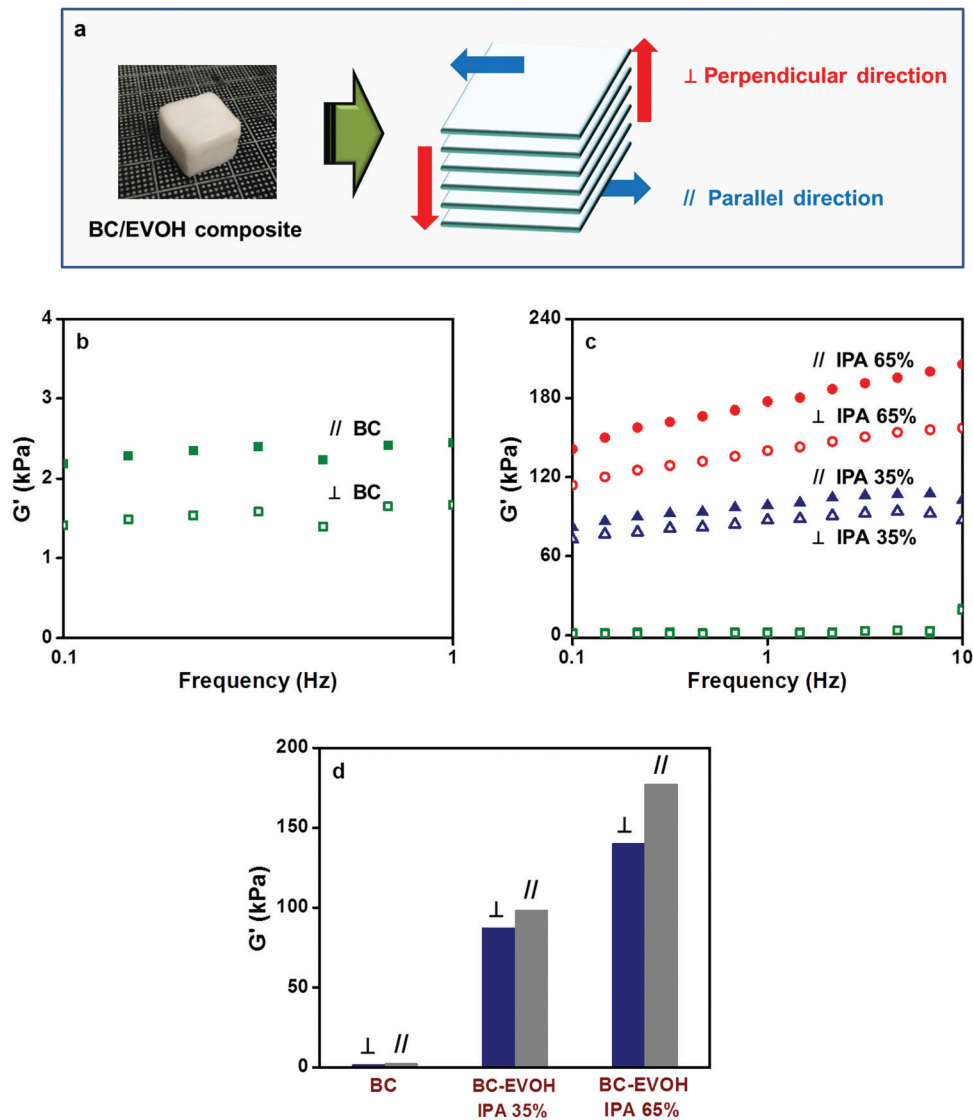 a
⊥ Perpendicular direction
// Parallel direction
BC/EVOH composite
b
G' (kPa)
4
3
2
1
0
// BC
⊥ BC
0.1
1
Frequency (Hz)
c
G' (kPa)
240
180
120
60
0
// IPA 65%
⊥ IPA 65%
// IPA 35%
⊥ IPA 35%
0.1
1
10
Frequency (Hz)
d
G' (kPa)
200
150
100
50
0
⊥ //
⊥ //
⊥ //
BC
BC-EVOH
IPA 35%
BC-EVOH
IPA 65%